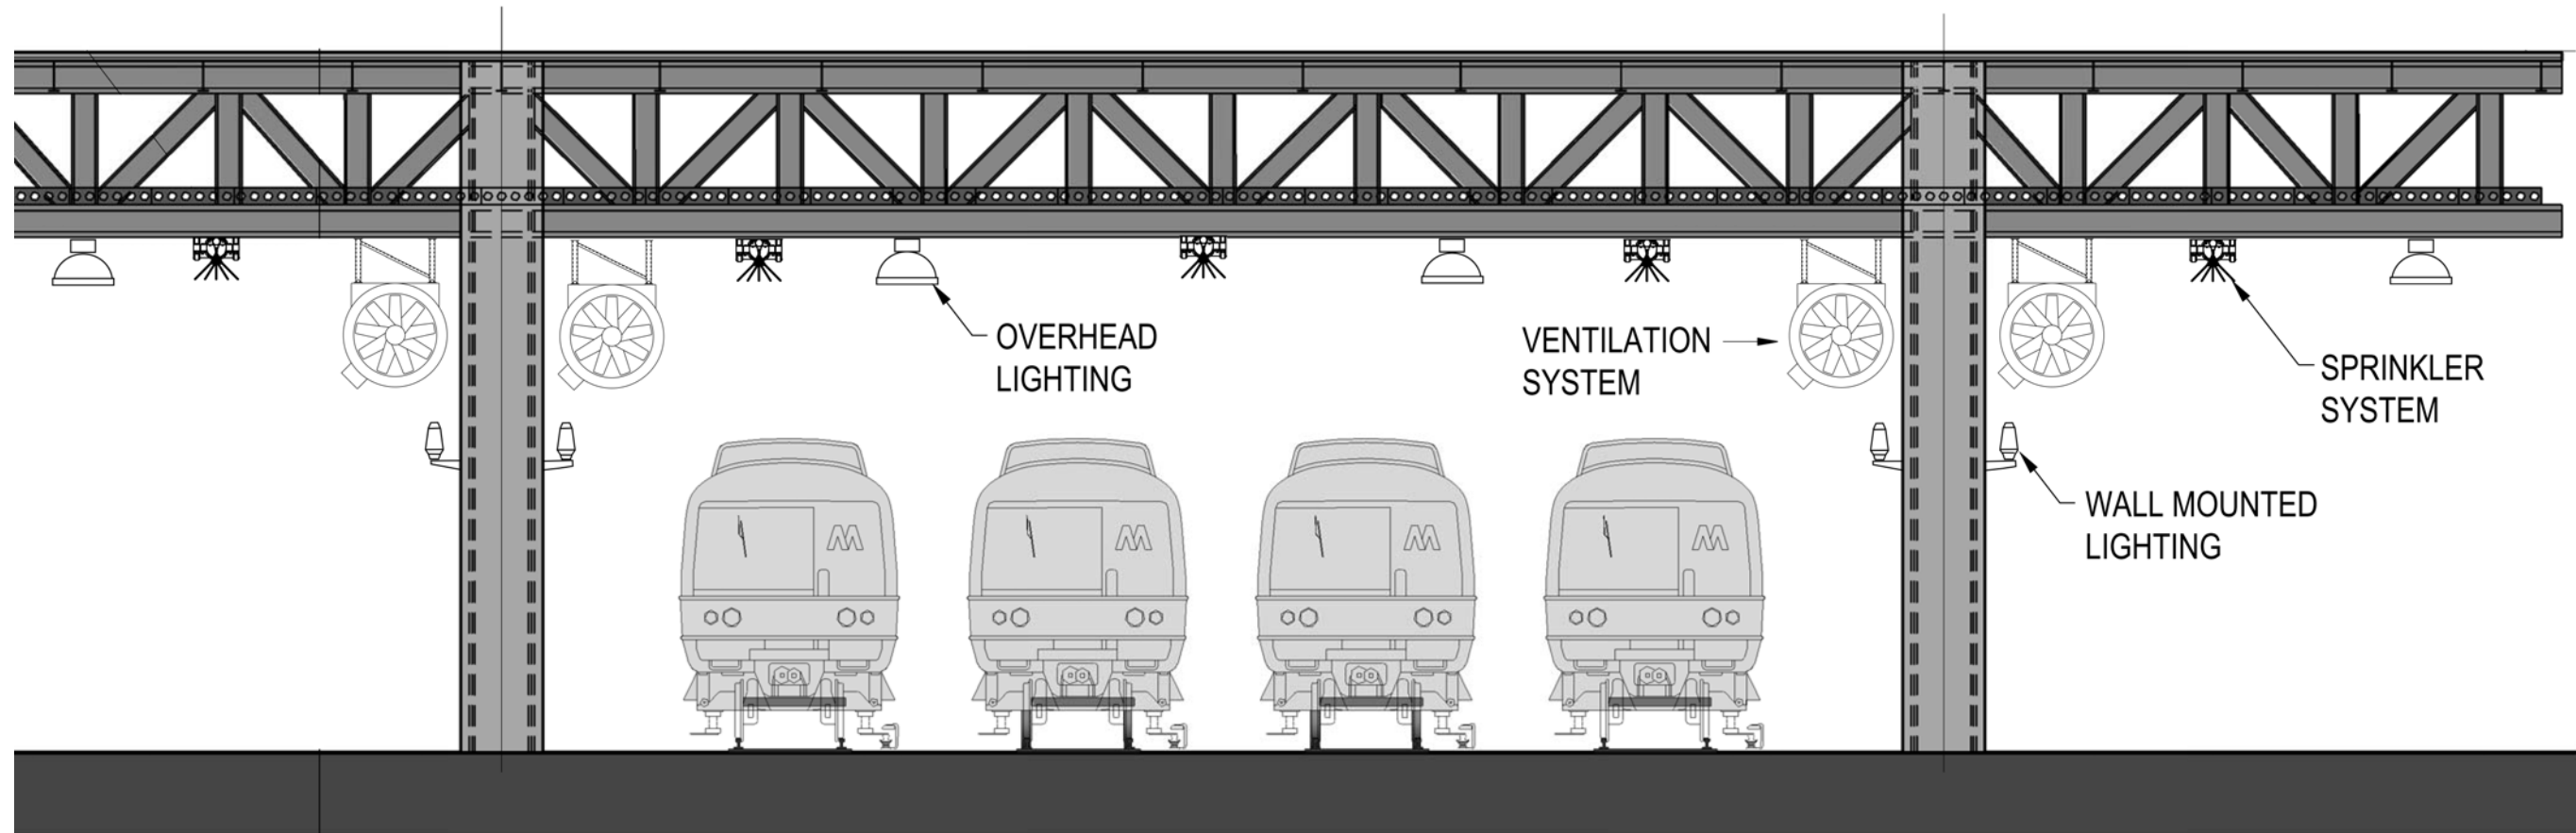 OVERHEAD
LIGHTING
VENTILATION
SYSTEM
SPRINKLER
SYSTEM
WALL MOUNTED
LIGHTING